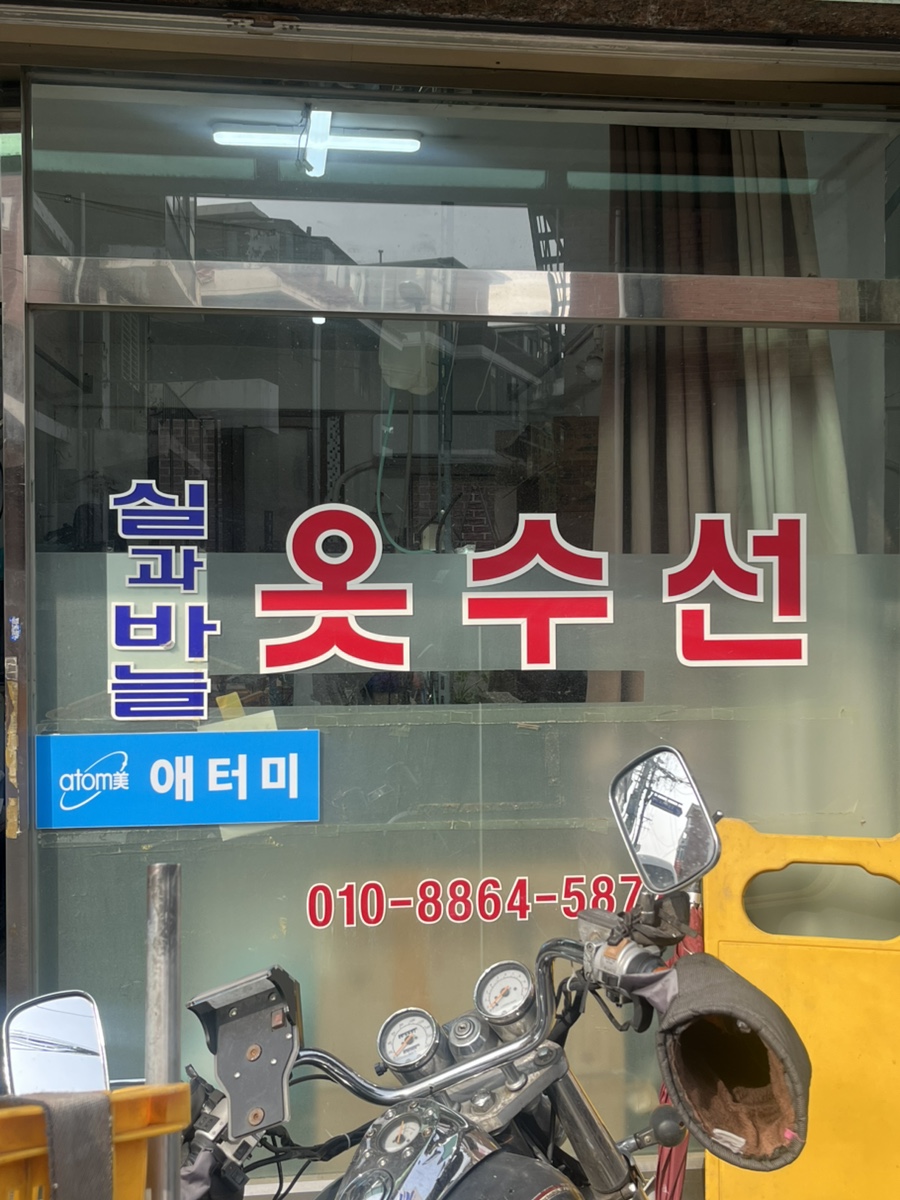 실과바늘
옷수선
atom美 애터미
010-8864-587